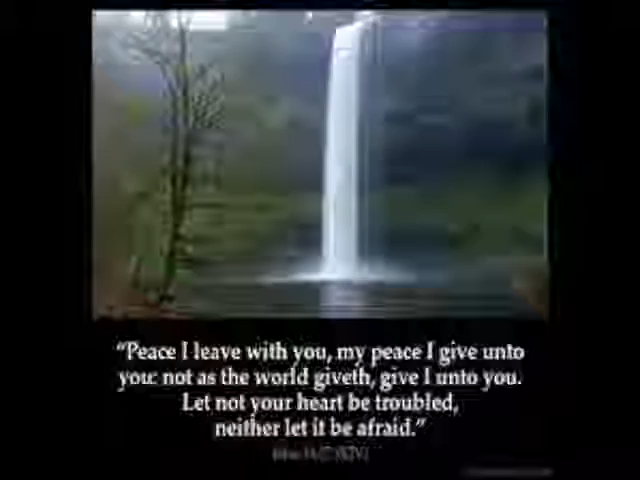 “Peace I leave with you, my peace I give unto
you: not as the world giveth, give I unto you.
Let not your heart be troubled,
neither let it be afraid.”